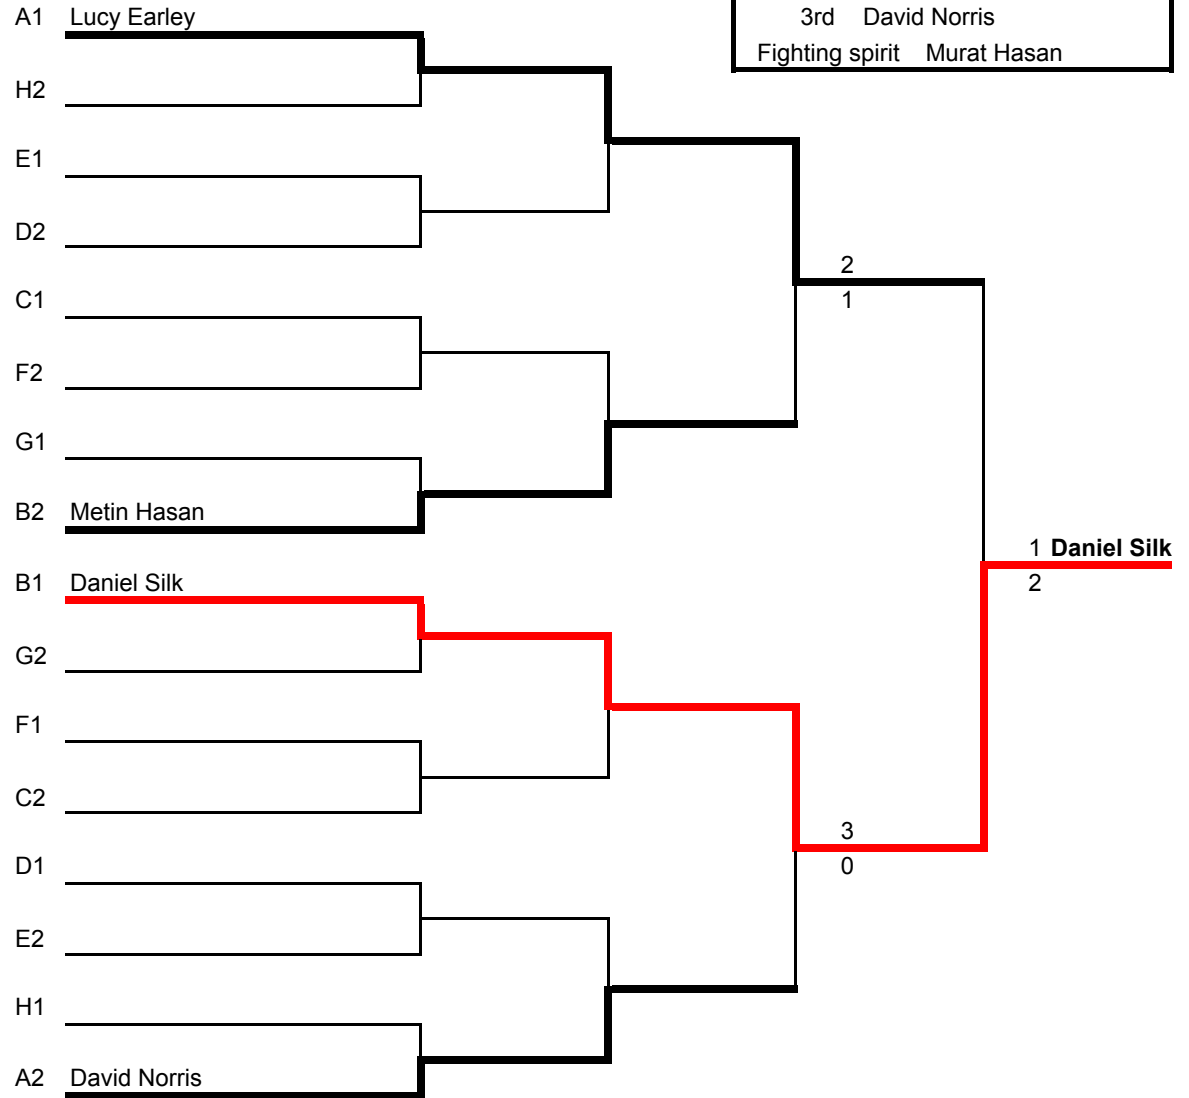 A1 Lucy Earley
3rd David Norris
Fighting spirit Murat Hasan
H2
E1
D2
2
C1
1
F2
G1
B2 Metin Hasan
1 Daniel Silk
B1 Daniel Silk
2
G2
F1
C2
3
D1
0
E2
H1
A2 David Norris